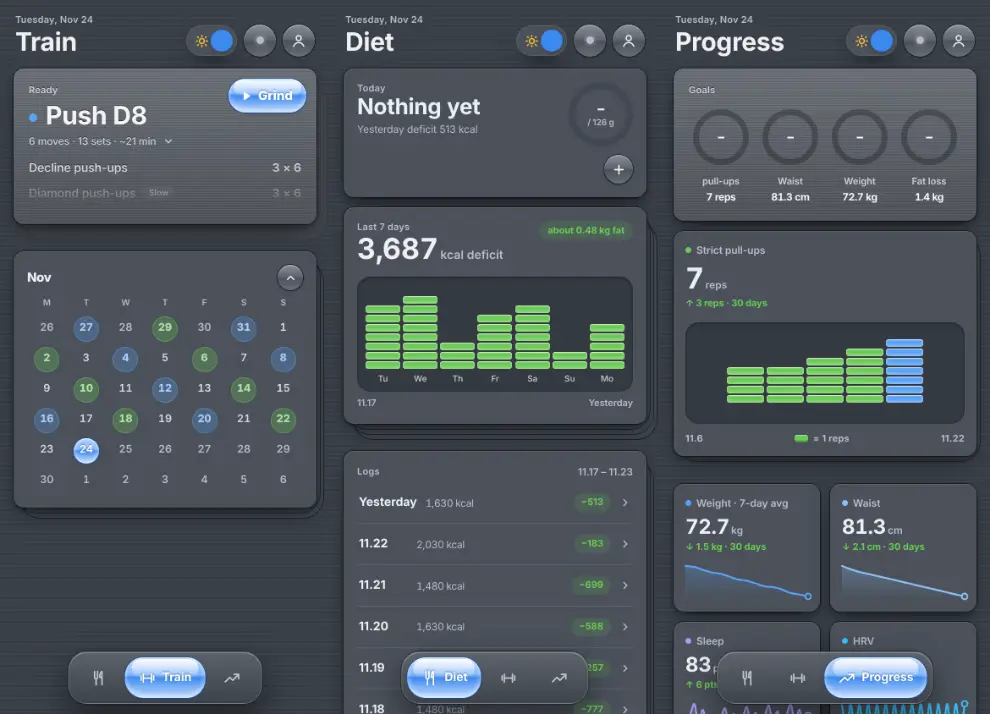 Tuesday, Nov 24
Train
Ready
Grind
Push D8
6 moves · 13 sets · ~21 min
Decline push-ups 3 × 6
Diamond push-ups Slow 3 × 6
Nov
M T W T F S S
26 27 28 29 30 31 1
2 3 4 5 6 7 8
9 10 11 12 13 14 15
16 17 18 19 20 21 22
23 24 25 26 27 28 29
30 1 2 3 4 5 6
Train
Tuesday, Nov 24
Diet
Today
Nothing yet
Yesterday deficit 513 kcal
-
/ 126 g
+
Last 7 days
about 0.48 kg fat
3,687 kcal deficit
Tu We Th Fr Sa Su Mo
11.17 Yesterday
Logs 11.17 – 11.23
Yesterday 1,630 kcal −513
11.22 2,030 kcal −183
11.21 1,480 kcal −699
11.20 1,630 kcal −588
11.19 257
11.18 1,480 kcal −777
Diet
Tuesday, Nov 24
Progress
Goals
- - - -
pull-ups Waist Weight Fat loss
7 reps 81.3 cm 72.7 kg 1.4 kg
Strict pull-ups
7 reps
↑ 3 reps · 30 days
11.6 = 1 reps 11.22
Weight · 7-day avg
72.7 kg
↓ 1.5 kg · 30 days
Waist
81.3 cm
↓ 2.1 cm · 30 days
Sleep
83
↑ 6 pts
HRV
Progress